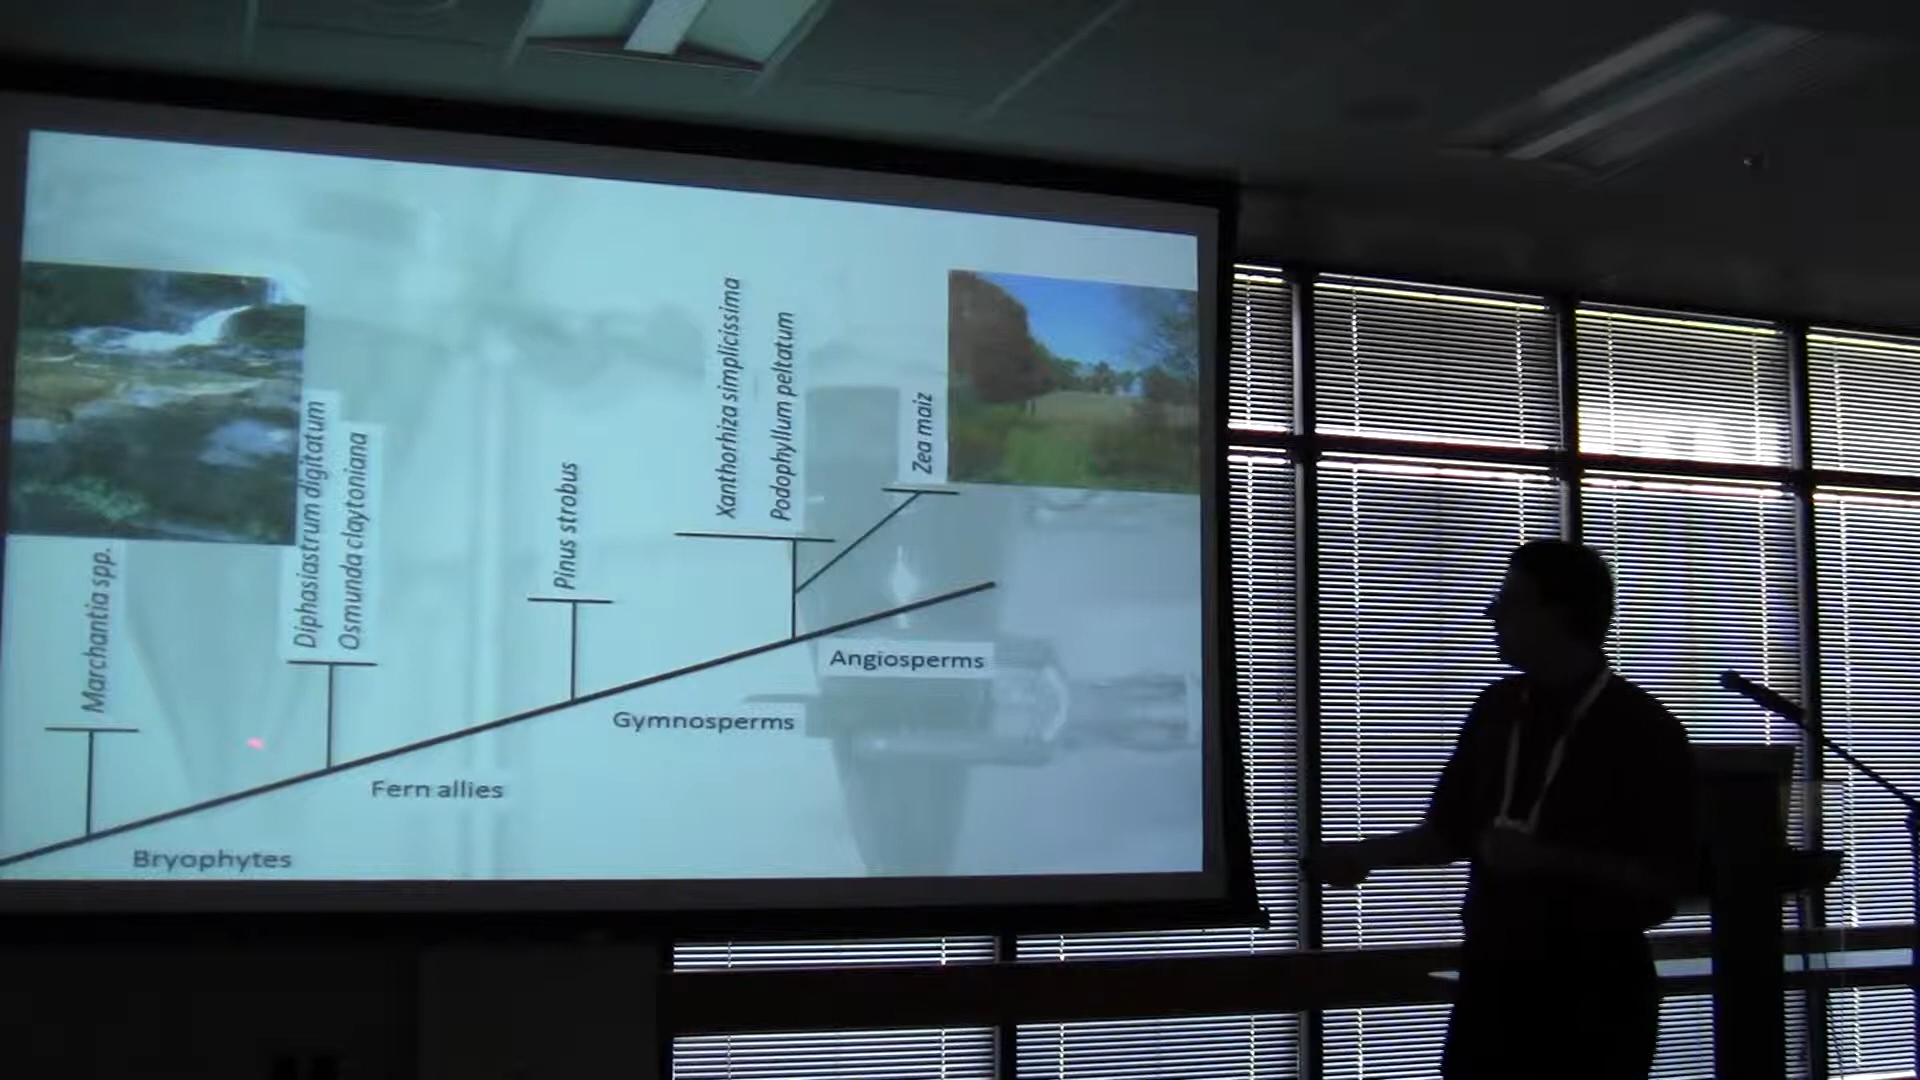 Marchantia spp.
Diphasiastrum digitatum
Osmunda claytoniana
Pinus strobus
Xanthorhiza simplicissima
Podophyllum peltatum
Zea maiz
Bryophytes
Fern allies
Gymnosperms
Angiosperms